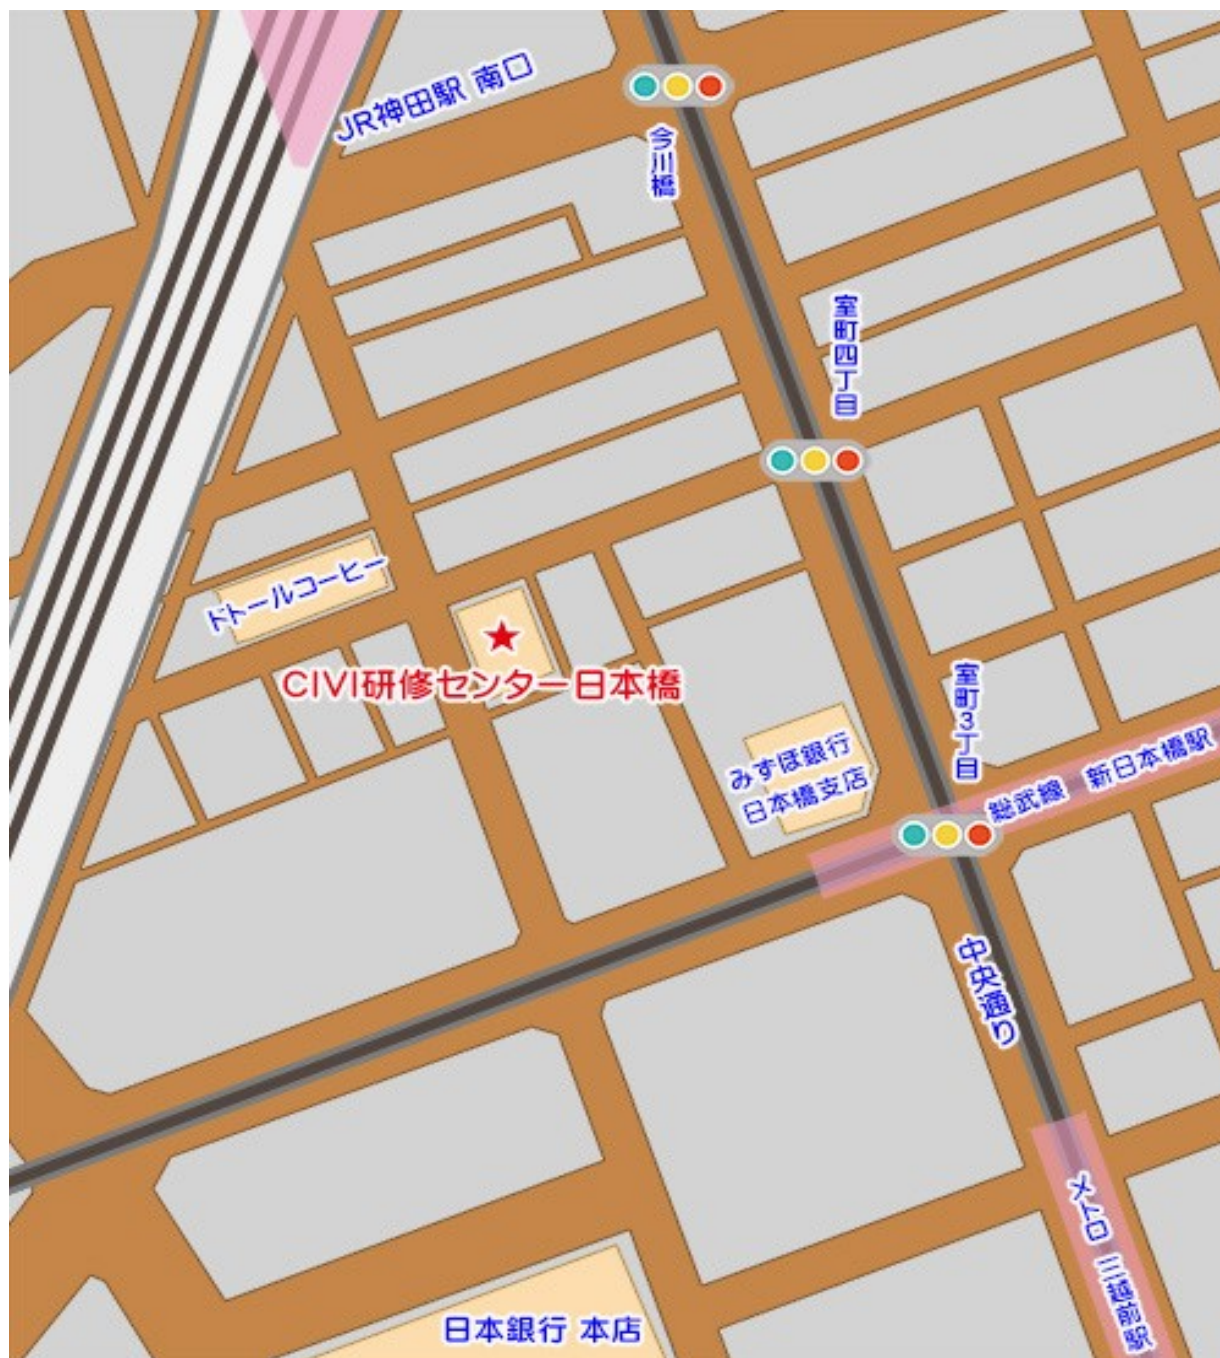 JR神田駅 南口
今川橋
室町四丁目
ドトールコーヒー
CIVI研修センター日本橋
室町3丁目
みずほ銀行
日本橋支店
総武線 新日本橋駅
中央通り
メトロ 三越前駅
日本銀行 本店